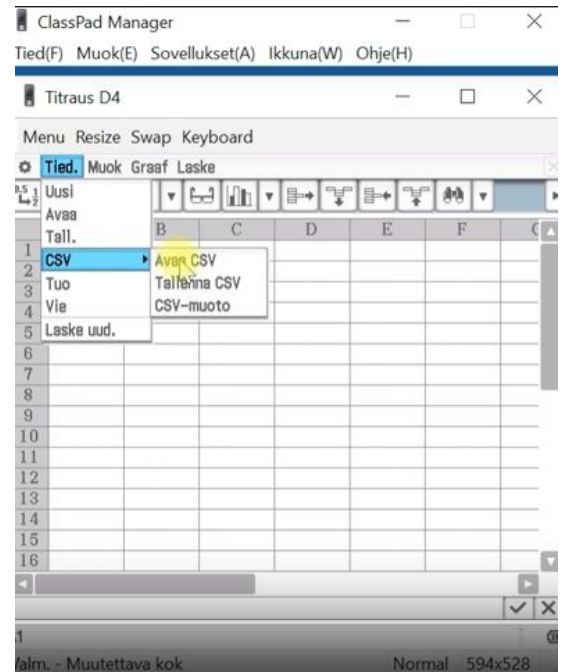 ClassPad Manager
Tied(F) Muok(E) Sovellukset(A) Ikkuna(W) Ohje(H)
Titraus D4
Menu Resize Swap Keyboard
Tied. Muok Graaf Laske
Uusi
Avaa
Tall.
CSV
Tuo
Vie
Laske uud.
Avaa CSV
Tallenna CSV
CSV-muoto
B C D E F
1
2
3
4
5
6
7
8
9
10
11
12
13
14
15
16
- Muutettava kok Normal 594x528